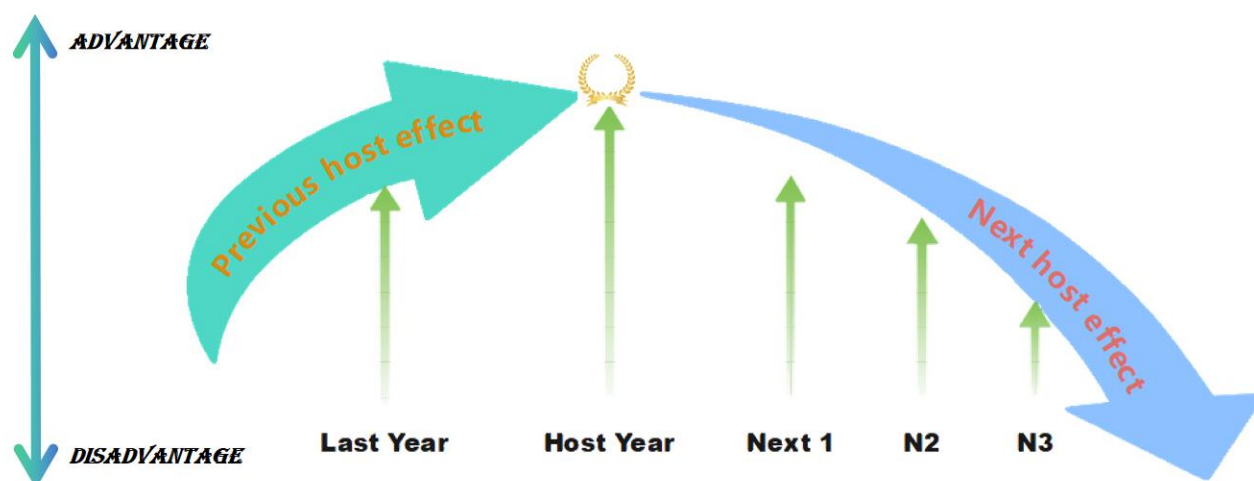 ADVANTAGE
Previous host effect
Next host effect
Last Year
Host Year
Next 1
N2
N3
DISADVANTAGE